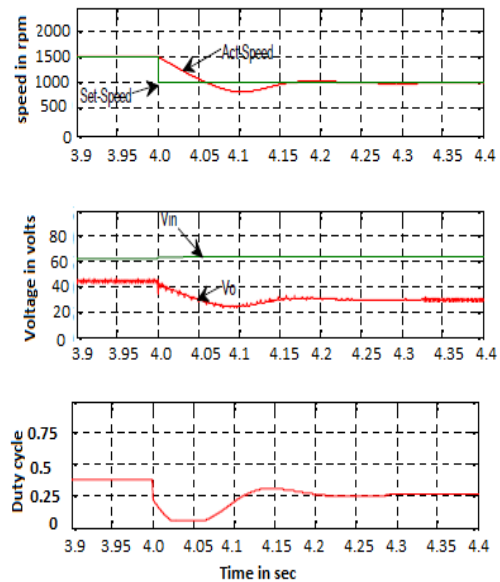 speed in rpm
2000
1500
1000
500
0
Act-Speed
Set-Speed
3.9 3.95 4.0 4.05 4.1 4.15 4.2 4.25 4.3 4.35 4.4
Voltage in volts
80
60
40
20
0
Vin
Vo
3.9 3.95 4.0 4.05 4.1 4.15 4.2 4.25 4.3 4.35 4.4
Duty cycle
0.75
0.5
0.25
0
3.9 3.95 4.0 4.05 4.1 4.15 4.2 4.25 4.3 4.35 4.4
Time in sec